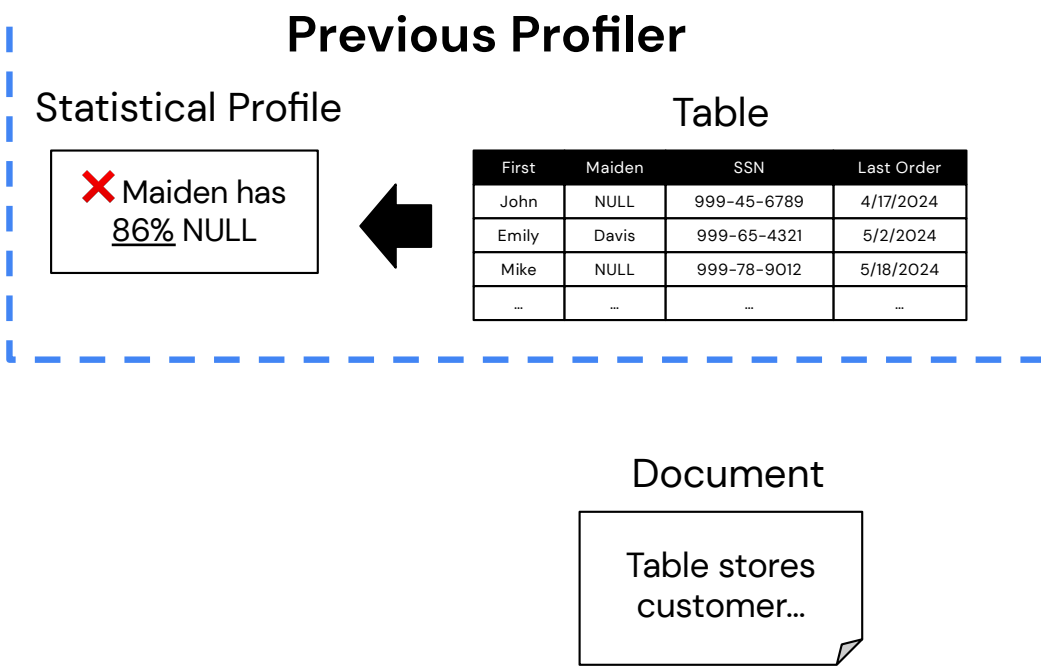 Previous Profiler
Statistical Profile
❌ Maiden has
86% NULL
Table
First Maiden SSN Last Order
John NULL 999-45-6789 4/17/2024
Emily Davis 999-65-4321 5/2/2024
Mike NULL 999-78-9012 5/18/2024
... ... ... ...
Document
Table stores
customer...